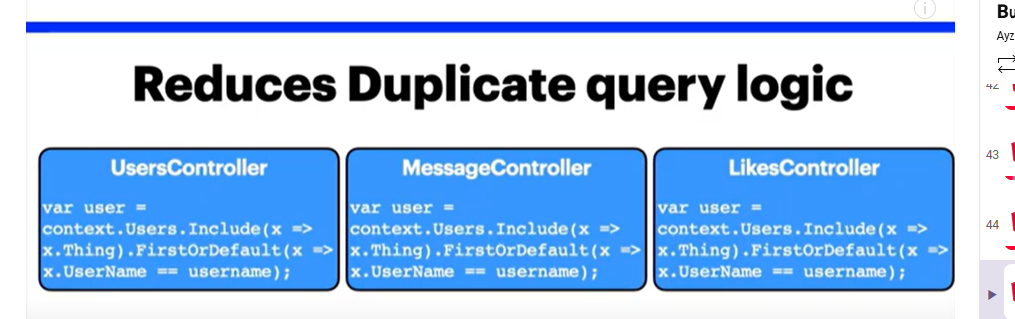 Bu
Ayz
Reduces Duplicate query logic
UsersController
var user =
context.Users.Include(x =>
x.Thing).FirstOrDefault(x =>
x.UserName == username);
MessageController
var user =
context.Users.Include(x =>
x.Thing).FirstOrDefault(x =>
x.UserName == username);
LikesController
var user =
context.Users.Include(x =>
x.Thing).FirstOrDefault(x =>
x.UserName == username);
42
43
44